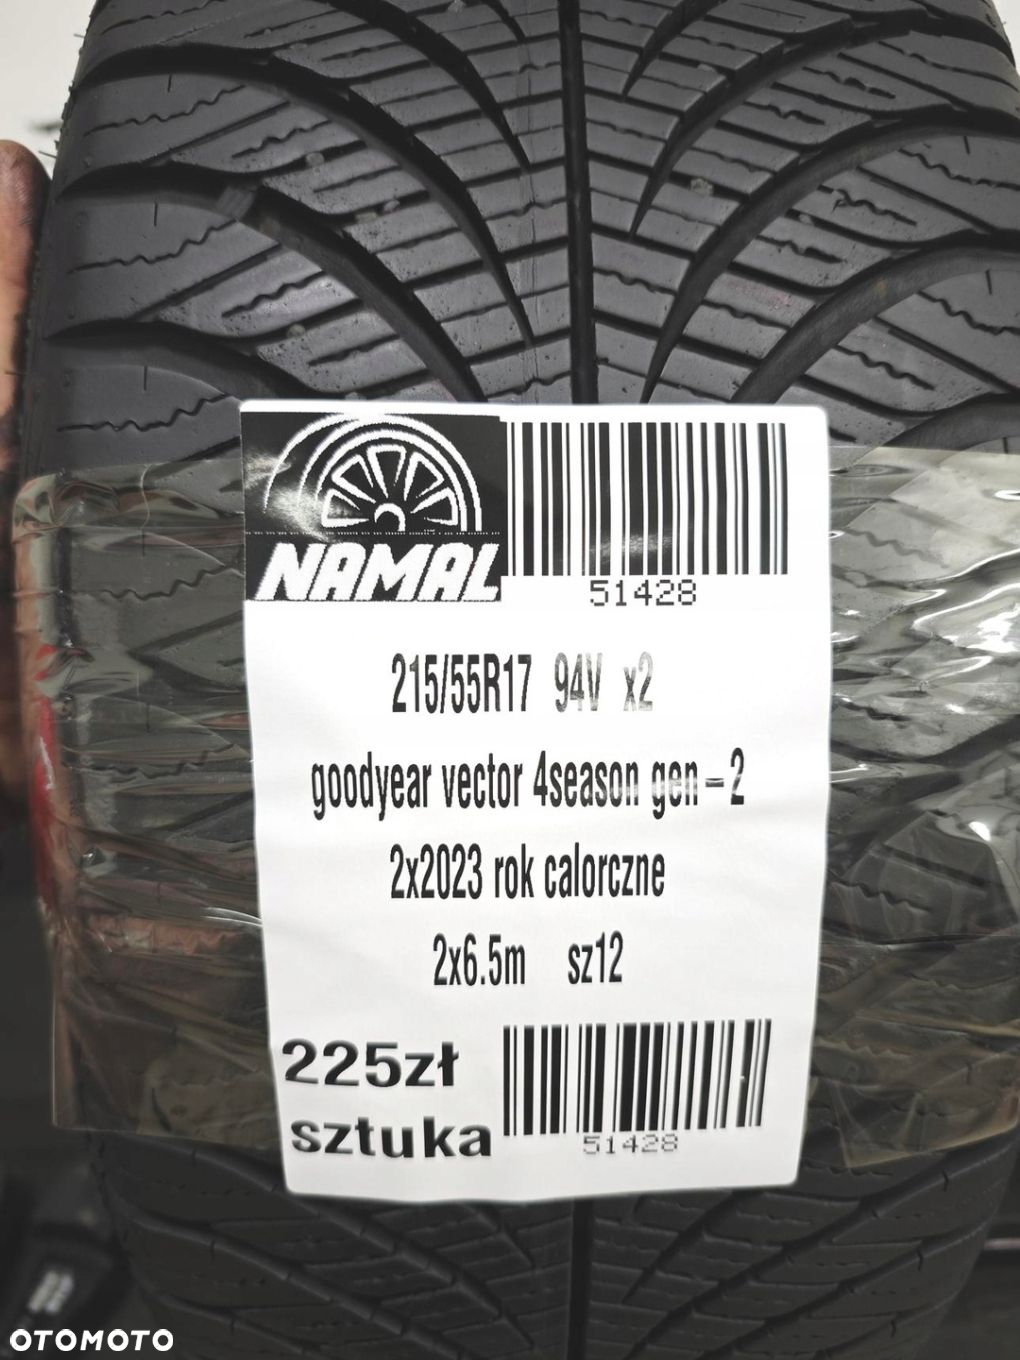 NAMAL
51428
215/55R17 94V x2
goodyear vector 4season gen-2
2x2023 rok calorczne
2x6.5m sz12
225zł
sztuka
51428
OTOMOTO